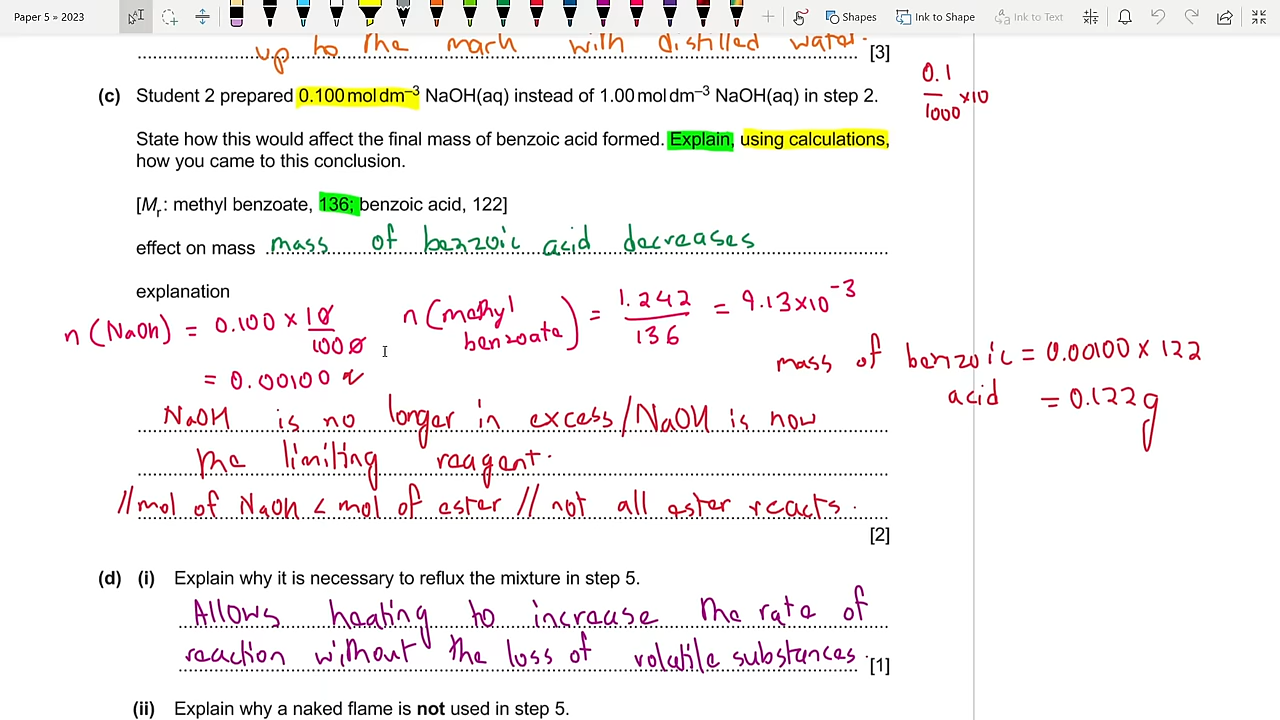 Paper 5 » 2023
Shapes
Ink to Shape
Ink to Text
up to the mark with distilled water.
[3]
0.1
1000 ×10
(c) Student 2 prepared 0.100 mol dm⁻³ NaOH(aq) instead of 1.00 mol dm⁻³ NaOH(aq) in step 2.
State how this would affect the final mass of benzoic acid formed. Explain, using calculations,
how you came to this conclusion.
[Mr: methyl benzoate, 136; benzoic acid, 122]
effect on mass mass of benzoic acid decreases
explanation
n (NaOH) = 0.100 × 10/1000
= 0.00100
n (methyl benzoate) = 1.242/136 = 9.13×10⁻³
mass of benzoic acid = 0.00100 × 122
= 0.122g
NaOH is no longer in excess/NaOH is now
the limiting reagent.
//mol of NaOH < mol of ester // not all ester reacts.
[2]
(d) (i) Explain why it is necessary to reflux the mixture in step 5.
Allows heating to increase the rate of
reaction without the loss of volatile substances
[1]
(ii) Explain why a naked flame is not used in step 5.